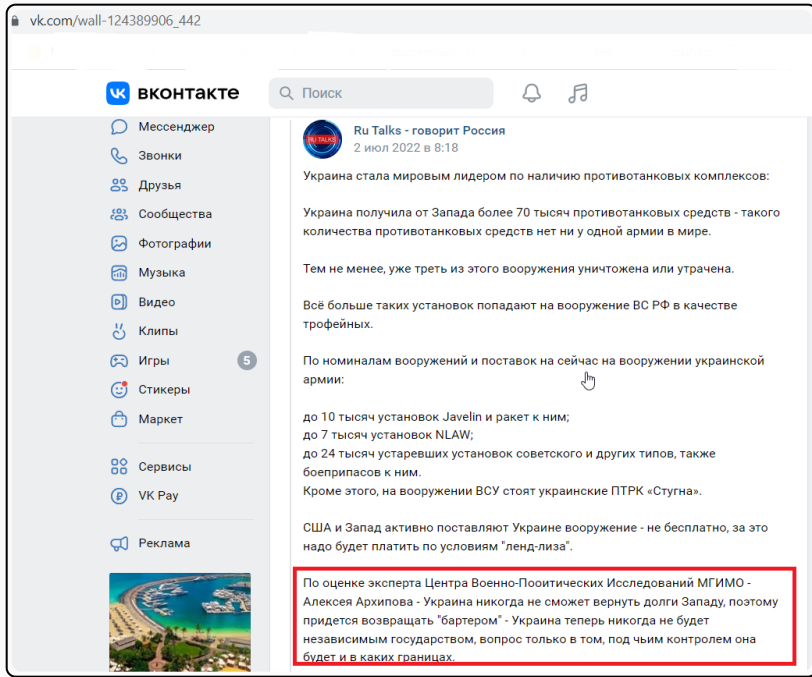 vk.com/wall-124389906_442
вконтакте
Поиск
Мессенджер
Звонки
Друзья
Сообщества
Фотографии
Музыка
Видео
Клипы
Игры
5
Стикеры
Маркет
Сервисы
VK Pay
Реклама
RU TALKS
Ru Talks - говорит Россия
2 июл 2022 в 8:18
Украина стала мировым лидером по наличию противотанковых комплексов:
Украина получила от Запада более 70 тысяч противотанковых средств - такого
количества противотанковых средств нет ни у одной армии в мире.
Тем не менее, уже треть из этого вооружения уничтожена или утрачена.
Всё больше таких установок попадают на вооружение ВС РФ в качестве
трофейных.
По номиналам вооружений и поставок на сейчас на вооружении украинской
армии:
до 10 тысяч установок Javelin и ракет к ним;
до 7 тысяч установок NLAW;
до 24 тысяч устаревших установок советского и других типов, также
боеприпасов к ним.
Кроме этого, на вооружении ВСУ стоят украинские ПТРК «Стугна».
США и Запад активно поставляют Украине вооружение - не бесплатно, за это
надо будет платить по условиям "ленд-лиза".
По оценке эксперта Центра Военно-Пооитических Исследований МГИМО -
Алексея Архипова - Украина никогда не сможет вернуть долги Западу, поэтому
придется возвращать "бартером" - Украина теперь никогда не будет
независимым государством, вопрос только в том, под чьим контролем она
будет и в каких границах.